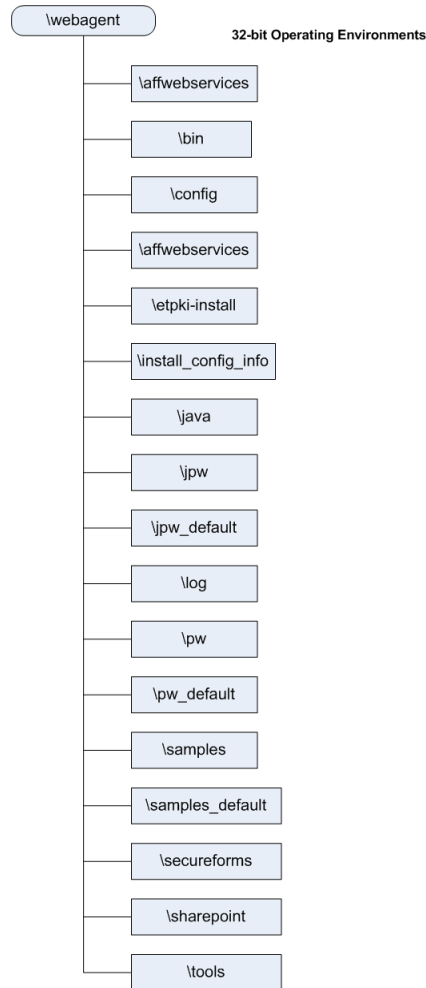 \webagent
32-bit Operating Environments
\affwebservices
\bin
\config
\affwebservices
\etpki-install
\install_config_info
\java
\jpw
\jpw_default
\log
\pw
\pw_default
\samples
\samples_default
\secureforms
\sharepoint
\tools